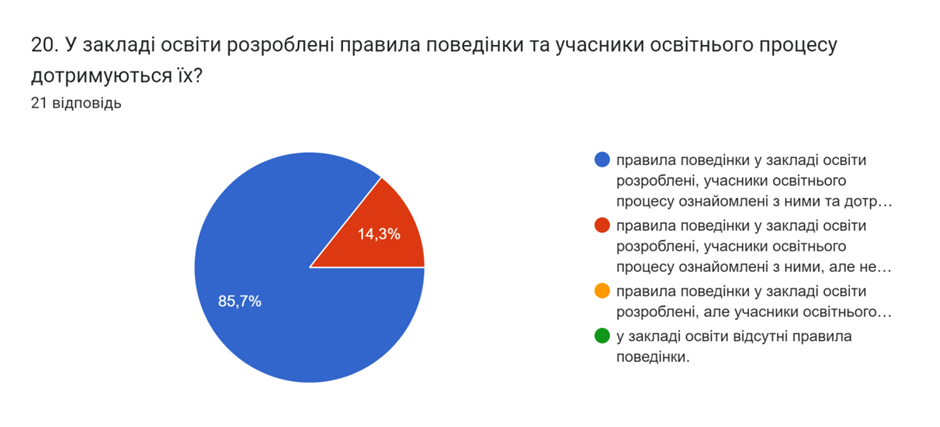 20. У закладі освіти розроблені правила поведінки та учасники освітнього процесу
дотримуються їх?
21 відповідь
14,3%
85,7%
правила поведінки у закладі освіти
розроблені, учасники освітнього
процесу ознайомлені з ними та дотр…
правила поведінки у закладі освіти
розроблені, учасники освітнього
процесу ознайомлені з ними, але не…
правила поведінки у закладі освіти
розроблені, але учасники освітнього…
у закладі освіти відсутні правила
поведінки.